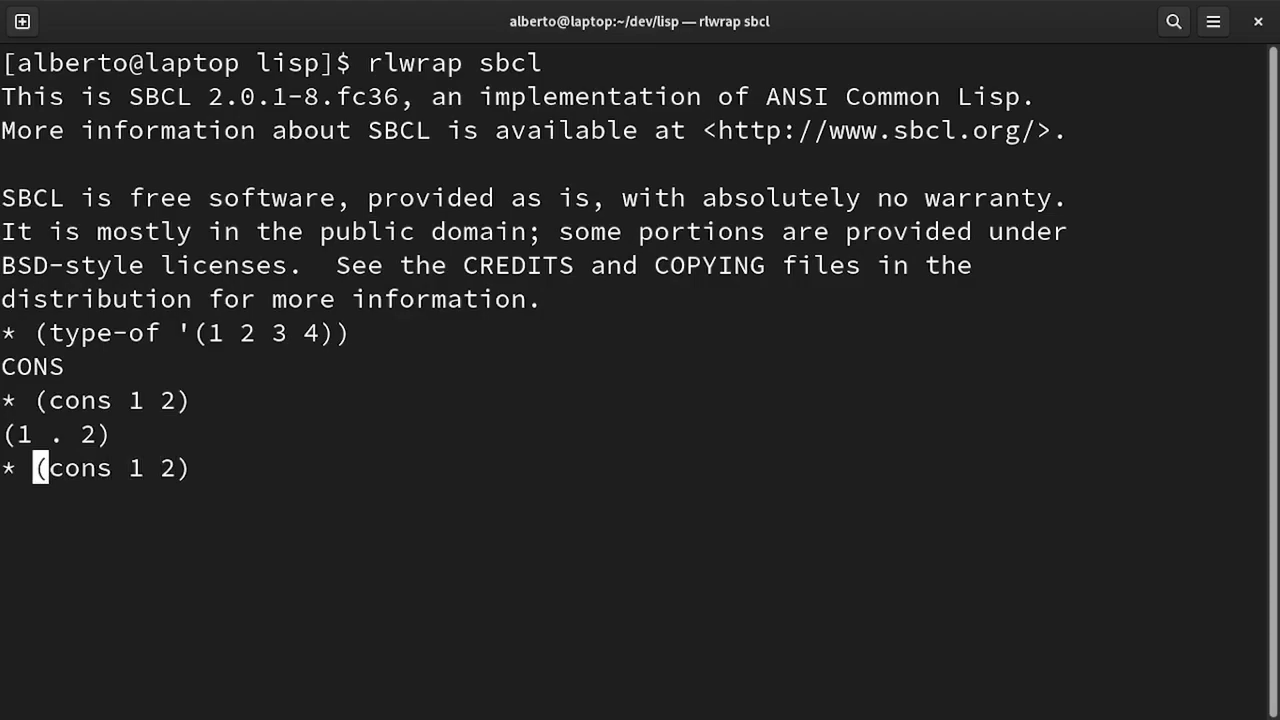 alberto@laptop:~/dev/lisp — rlwrap sbcl
[alberto@laptop lisp]$ rlwrap sbcl
This is SBCL 2.0.1-8.fc36, an implementation of ANSI Common Lisp.
More information about SBCL is available at <http://www.sbcl.org/>.
SBCL is free software, provided as is, with absolutely no warranty.
It is mostly in the public domain; some portions are provided under
BSD-style licenses.  See the CREDITS and COPYING files in the
distribution for more information.
* (type-of '(1 2 3 4))
CONS
* (cons 1 2)
(1 . 2)
* (cons 1 2)